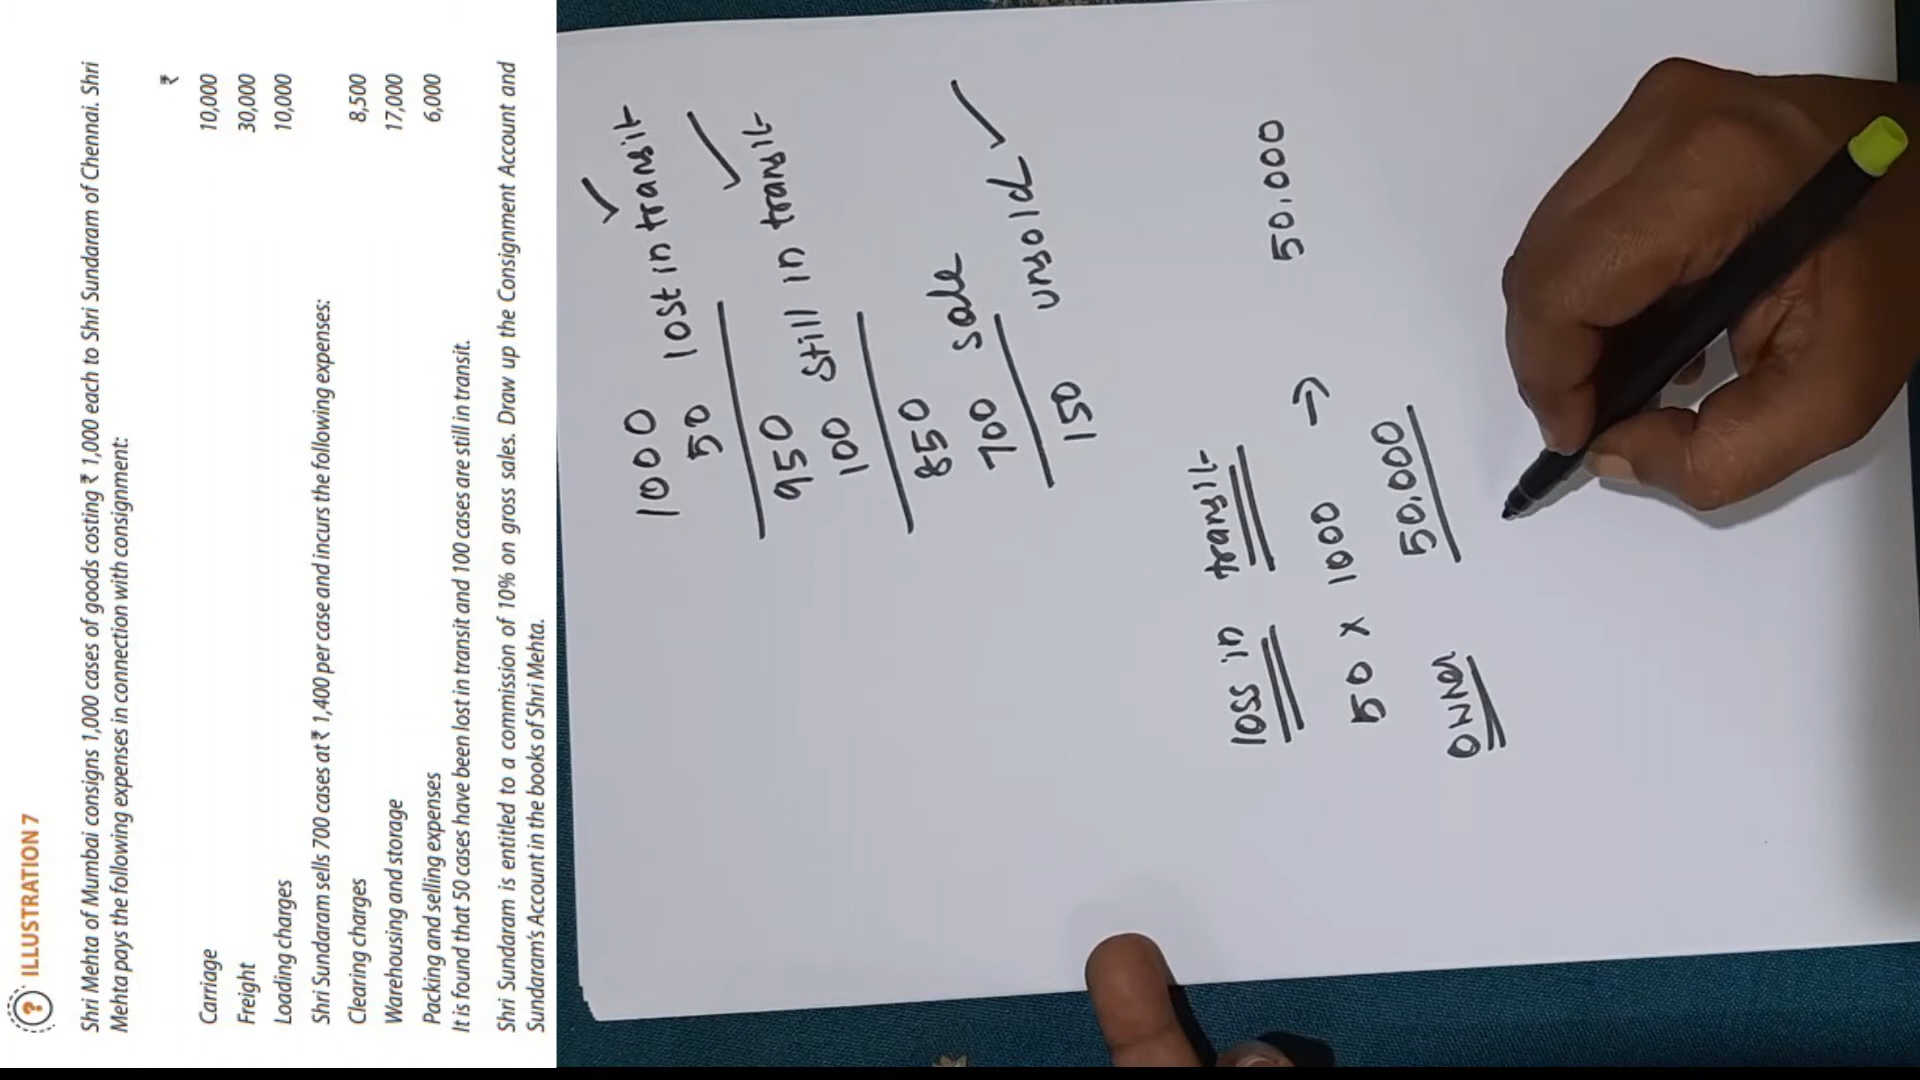 ? ILLUSTRATION 7
Shri Mehta of Mumbai consigns 1,000 cases of goods costing ₹ 1,000 each to Shri Sundaram of Chennai. Shri
Mehta pays the following expenses in connection with consignment:
₹
Carriage 10,000
Freight 30,000
Loading charges 10,000
Shri Sundaram sells 700 cases at ₹ 1,400 per case and incurs the following expenses:
Clearing charges 8,500
Warehousing and storage 17,000
Packing and selling expenses 6,000
It is found that 50 cases have been lost in transit and 100 cases are still in transit.
Shri Sundaram is entitled to a commission of 10% on gross sales. Draw up the Consignment Account and
Sundaram's Account in the books of Shri Mehta.
1000
50 lost in transit ✓
950
100 still in transit ✓
850
700 sale
150 unsold ✓
loss in transit
50 x 1000 → 50,000
owner 50,000